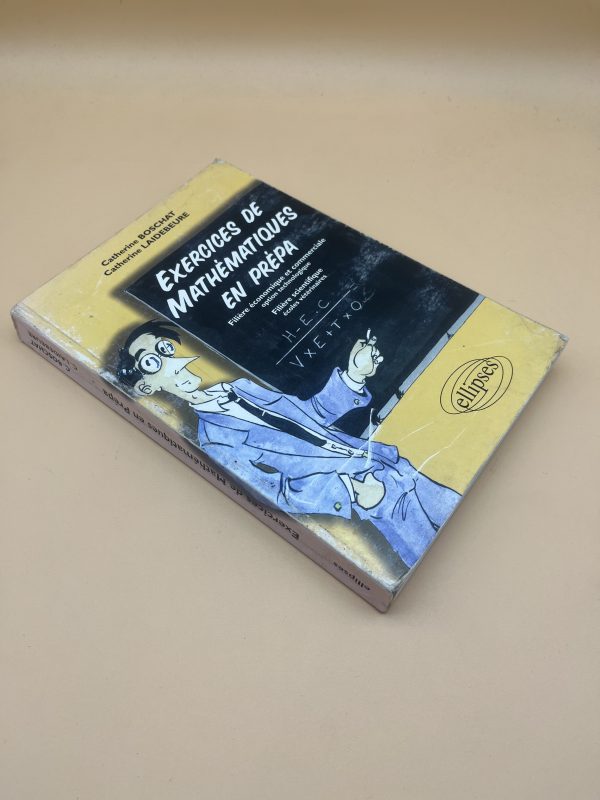 Catherine BOSCHAT
Catherine LAIDEBEURE
EXERCICES DE
MATHÉMATIQUES
EN PRÉPA
Filière économique et commerciale
option technologique
Filière scientifique
écoles vétérinaires
H.E.C.
V×E+T×O
ellipses
C. BOSCHAT
Exercices de Mathématiques en Prépa
ellipses